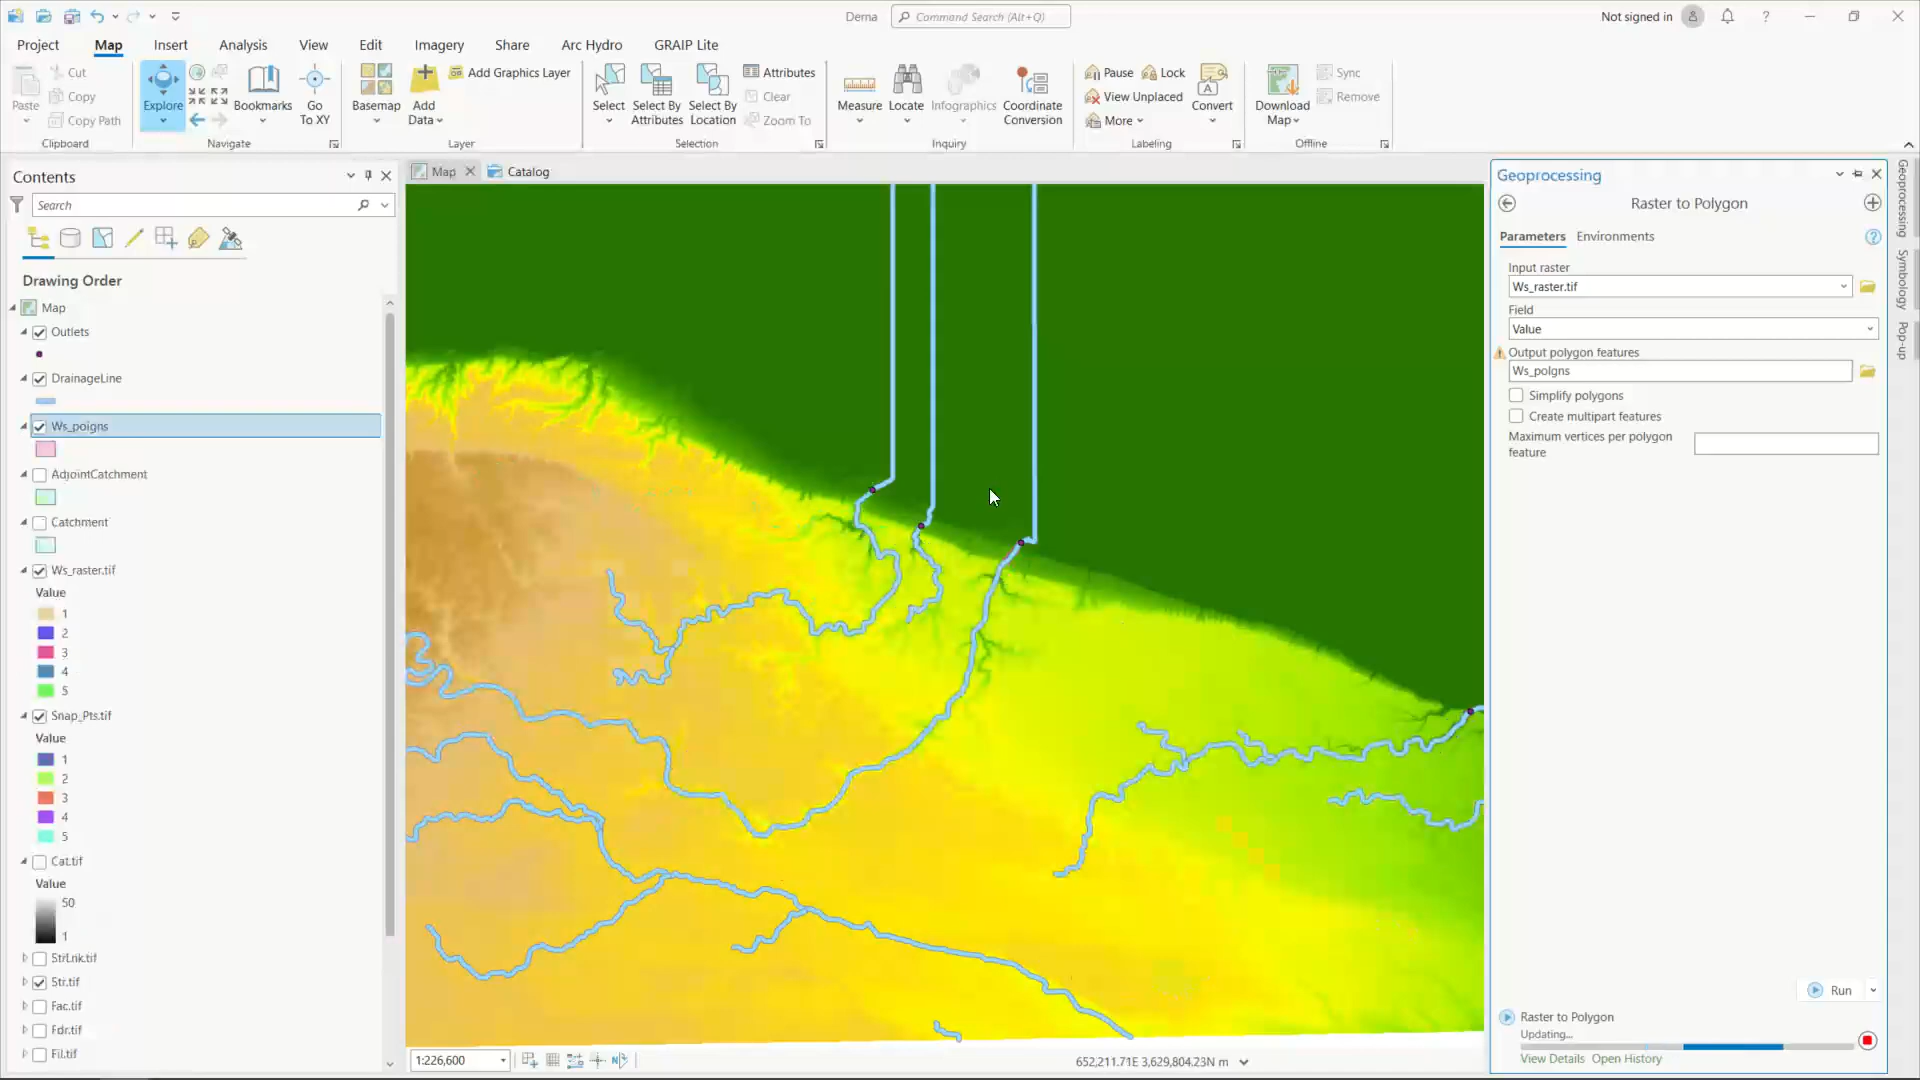 Derna
Command Search (Alt+Q)
Not signed in
Project
Map
Insert
Analysis
View
Edit
Imagery
Share
Arc Hydro
GRAIP Lite
Paste
Cut
Copy
Copy Path
Clipboard
Explore
Bookmarks
Go To XY
Navigate
Basemap
Add Data
Add Graphics Layer
Layer
Select
Select By Attributes
Select By Location
Attributes
Clear
Zoom To
Selection
Measure
Locate
Infographics
Coordinate Conversion
Inquiry
Pause
Lock
View Unplaced
More
Convert
Labeling
Download Map
Sync
Remove
Offline
Contents
Search
Drawing Order
Map
Outlets
DrainageLine
Ws_poigns
AdjointCatchment
Catchment
Ws_raster.tif
Value
1
2
3
4
5
Snap_Pts.tif
Value
1
2
3
4
5
Cat.tif
Value
50
1
StrLnk.tif
Str.tif
Fac.tif
Fdr.tif
Fil.tif
Map
Catalog
1:226,600
652,211.71E 3,629,804.23N m
Geoprocessing
Raster to Polygon
Parameters
Environments
Input raster
Ws_raster.tif
Field
Value
Output polygon features
Ws_polgns
Simplify polygons
Create multipart features
Maximum vertices per polygon
feature
Run
Raster to Polygon
Updating...
View Details Open History
Geoprocessing
Symbology
Pop-up